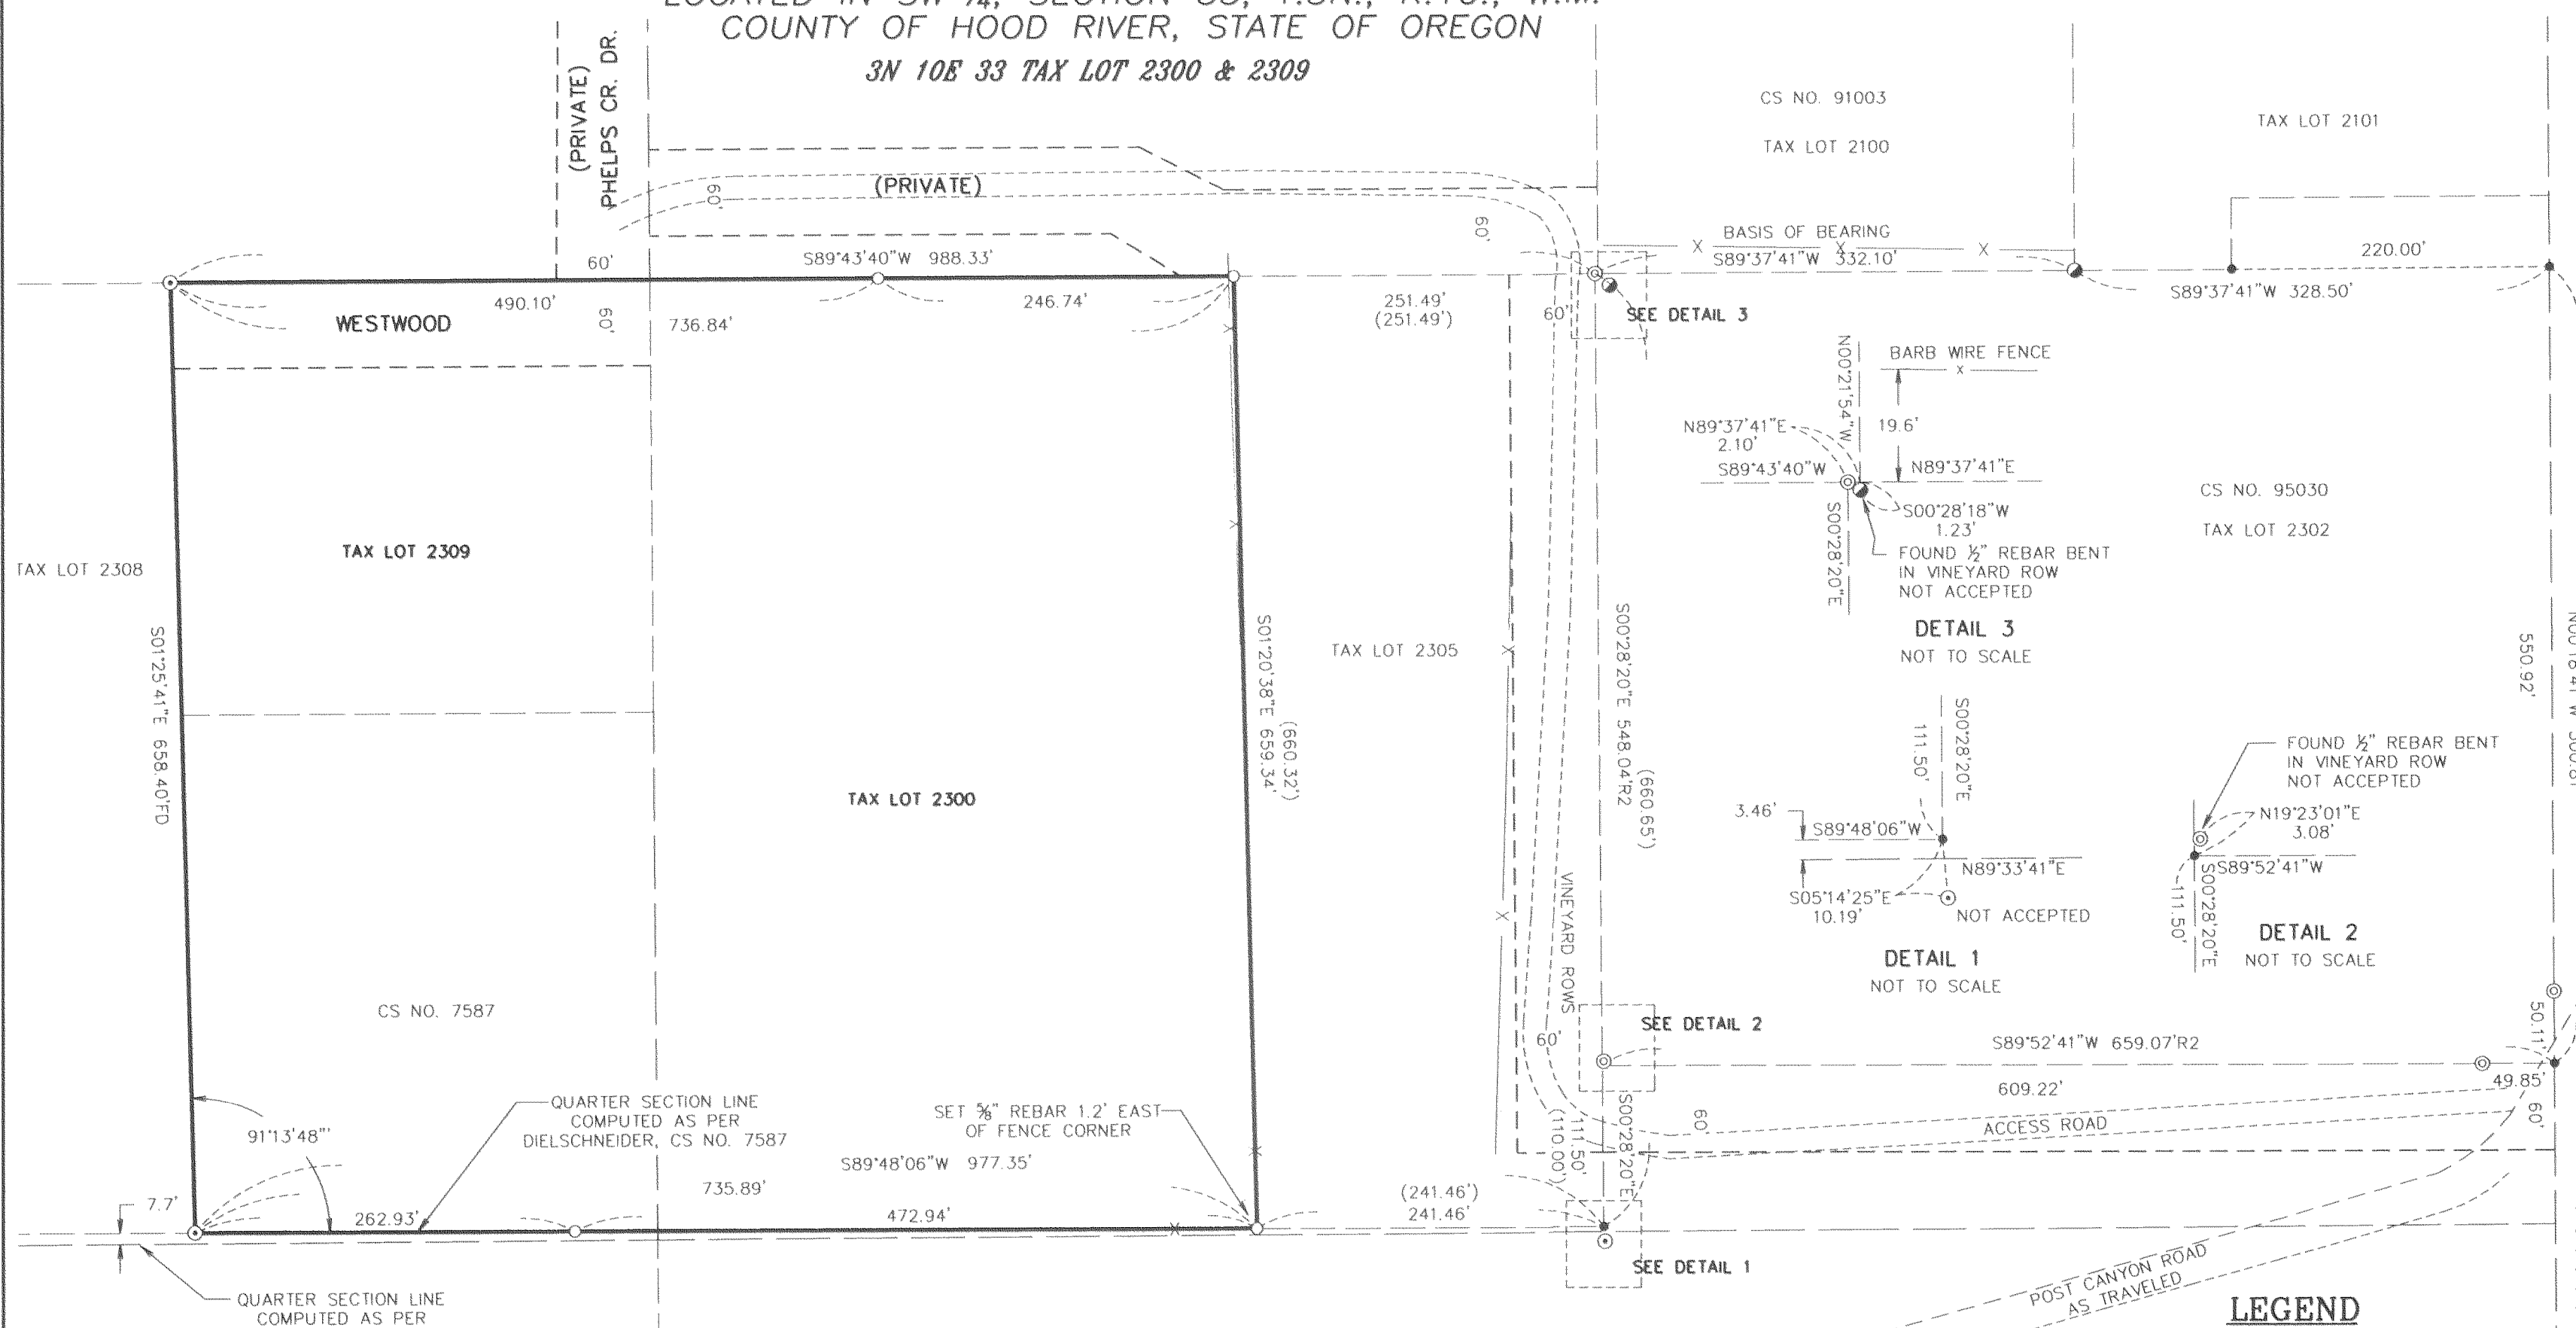 COUNTY OF HOOD RIVER, STATE OF OREGON
3N 10E 33 TAX LOT 2300 & 2309
(PRIVATE)
PHELPS CR. DR.
(PRIVATE)
60'
60'
CS NO. 91003
TAX LOT 2100
TAX LOT 2101
BASIS OF BEARING
S89°37'41"W 332.10'
220.00'
S89°37'41"W 328.50'
60'
S89°43'40"W 988.33'
490.10'
246.74'
WESTWOOD
60'
736.84'
251.49'
(251.49')
60'
SEE DETAIL 3
N00°21'54"W
BARB WIRE FENCE
19.6'
N89°37'41"E
2.10'
S89°43'40"W
N89°37'41"E
S00°28'18"W
1.23'
S00°28'20"E
FOUND ½" REBAR BENT
IN VINEYARD ROW
NOT ACCEPTED
DETAIL 3
NOT TO SCALE
CS NO. 95030
TAX LOT 2302
TAX LOT 2309
TAX LOT 2308
S01°25'41"E 658.40'FD
S01°20'38"E 659.34'
(660.32')
TAX LOT 2305
S00°28'20"E 548.04'R2
(660.65')
550.92'
TAX LOT 2300
S00°28'20"E
111.50'
3.46'
S89°48'06"W
N89°33'41"E
S05°14'25"E
10.19'
NOT ACCEPTED
DETAIL 1
NOT TO SCALE
FOUND ½" REBAR BENT
IN VINEYARD ROW
NOT ACCEPTED
N19°23'01"E
3.08'
S89°52'41"W
S00°28'20"E
111.50'
DETAIL 2
NOT TO SCALE
VINEYARD ROWS
CS NO. 7587
SEE DETAIL 2
60'
S89°52'41"W 659.07'R2
609.22'
50.11'
49.85'
60'
60'
ACCESS ROAD
QUARTER SECTION LINE
COMPUTED AS PER
DIELSCHNEIDER, CS NO. 7587
91°13'48"'
SET ⅝" REBAR 1.2' EAST
OF FENCE CORNER
S89°48'06"W 977.35'
735.89'
S00°28'20"E
111.50'
(110.00')
7.7'
262.93'
472.94'
(241.46')
241.46'
SEE DETAIL 1
QUARTER SECTION LINE
COMPUTED AS PER
POST CANYON ROAD
AS TRAVELED
LEGEND